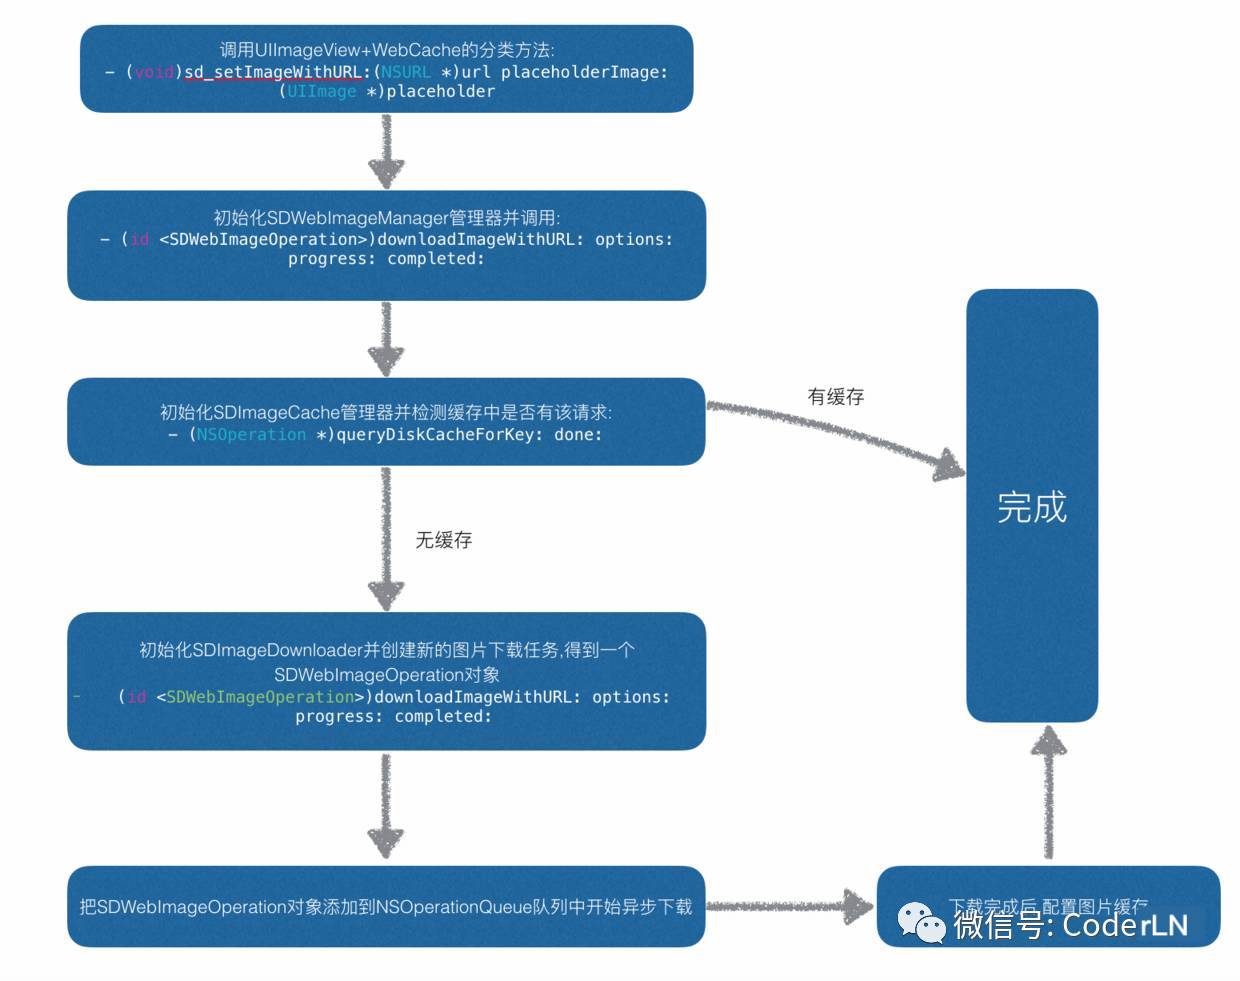 调用UIImageView+WebCache的分类方法:
- (void)sd_setImageWithURL:(NSURL *)url placeholderImage:
(UIImage *)placeholder
初始化SDWebImageManager管理器并调用:
- (id <SDWebImageOperation>)downloadImageWithURL: options:
progress: completed:
初始化SDImageCache管理器并检测缓存中是否有该请求:
- (NSOperation *)queryDiskCacheForKey: done:
有缓存
完成
无缓存
初始化SDImageDownloader并创建新的图片下载任务,得到一个
SDWebImageOperation对象
- (id <SDWebImageOperation>)downloadImageWithURL: options:
progress: completed:
把SDWebImageOperation对象添加到NSOperationQueue队列中开始异步下载
下载完成后,配置图片缓存
微信号: CoderLN